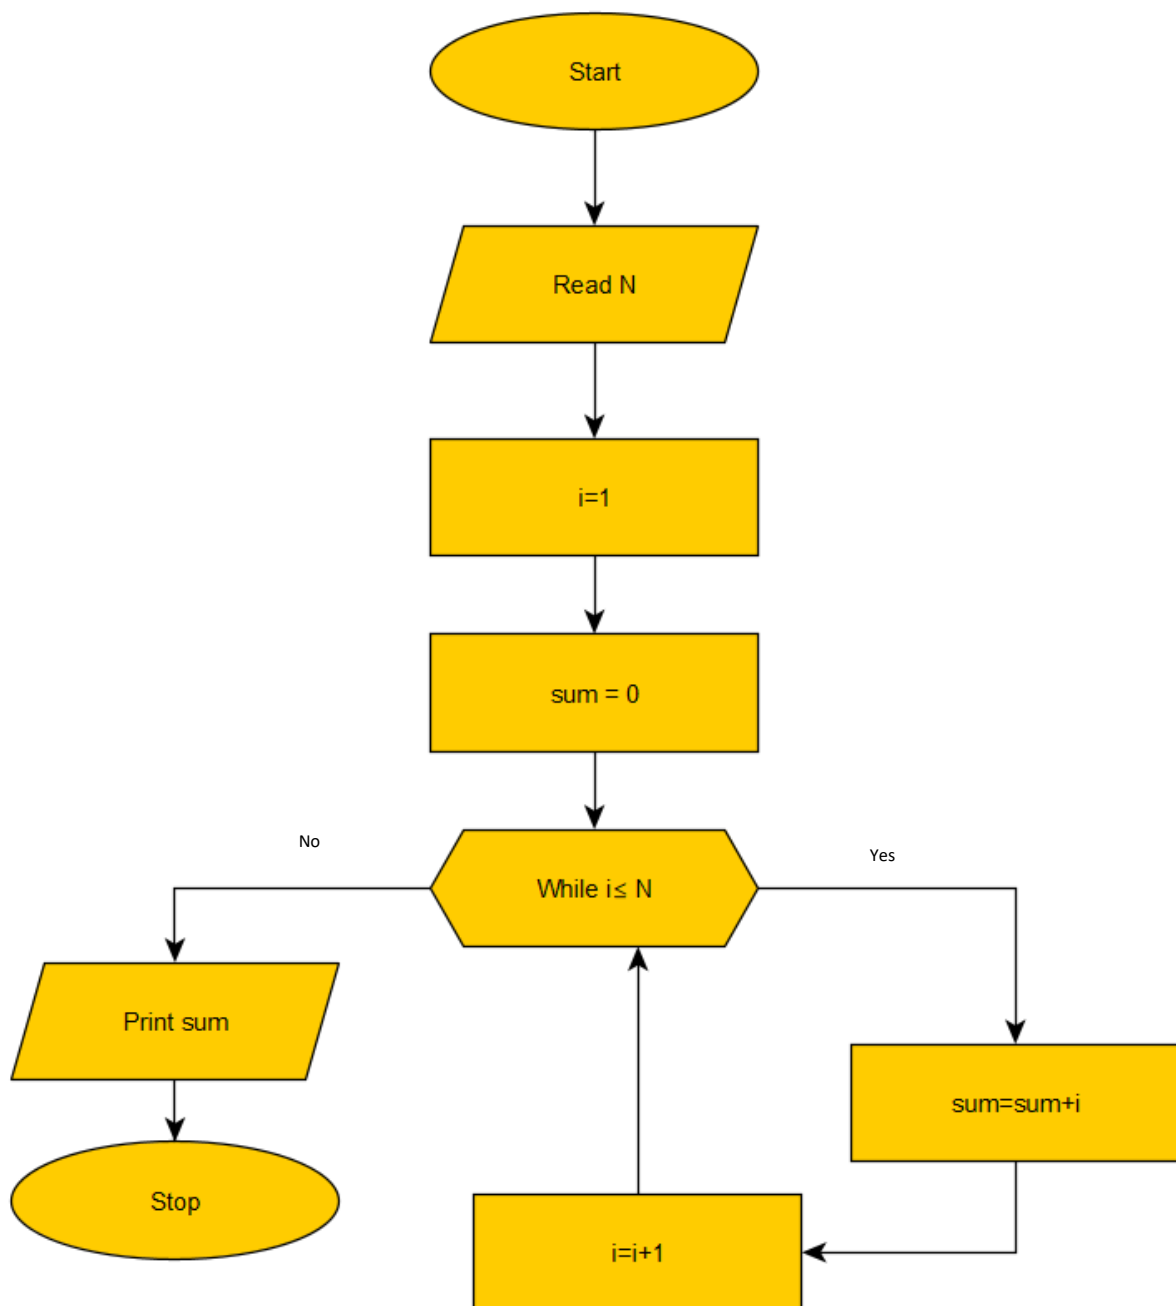 Start
Read N
i=1
sum = 0
No
Yes
While i≤ N
Print sum
sum=sum+i
Stop
i=i+1